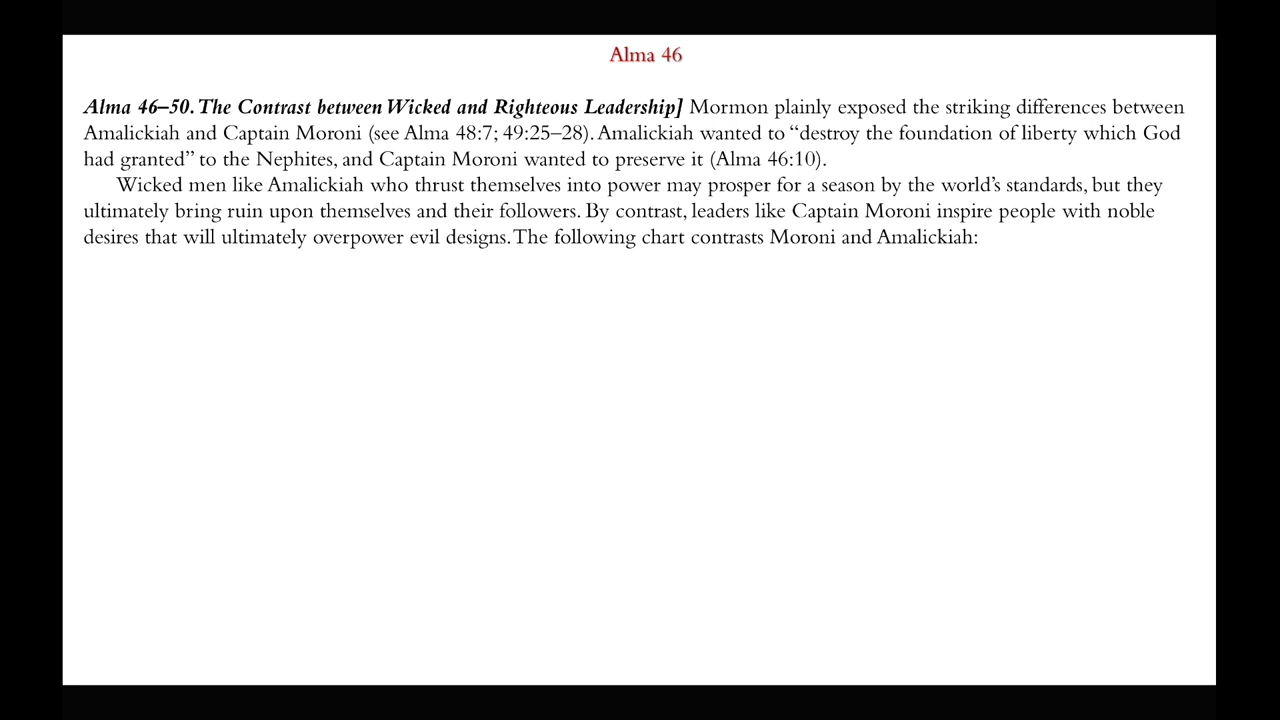 Alma 46
Alma 46–50. The Contrast between Wicked and Righteous Leadership] Mormon plainly exposed the striking differences between
Amalickiah and Captain Moroni (see Alma 48:7; 49:25–28). Amalickiah wanted to “destroy the foundation of liberty which God
had granted” to the Nephites, and Captain Moroni wanted to preserve it (Alma 46:10).
Wicked men like Amalickiah who thrust themselves into power may prosper for a season by the world’s standards, but they
ultimately bring ruin upon themselves and their followers. By contrast, leaders like Captain Moroni inspire people with noble
desires that will ultimately overpower evil designs. The following chart contrasts Moroni and Amalickiah: